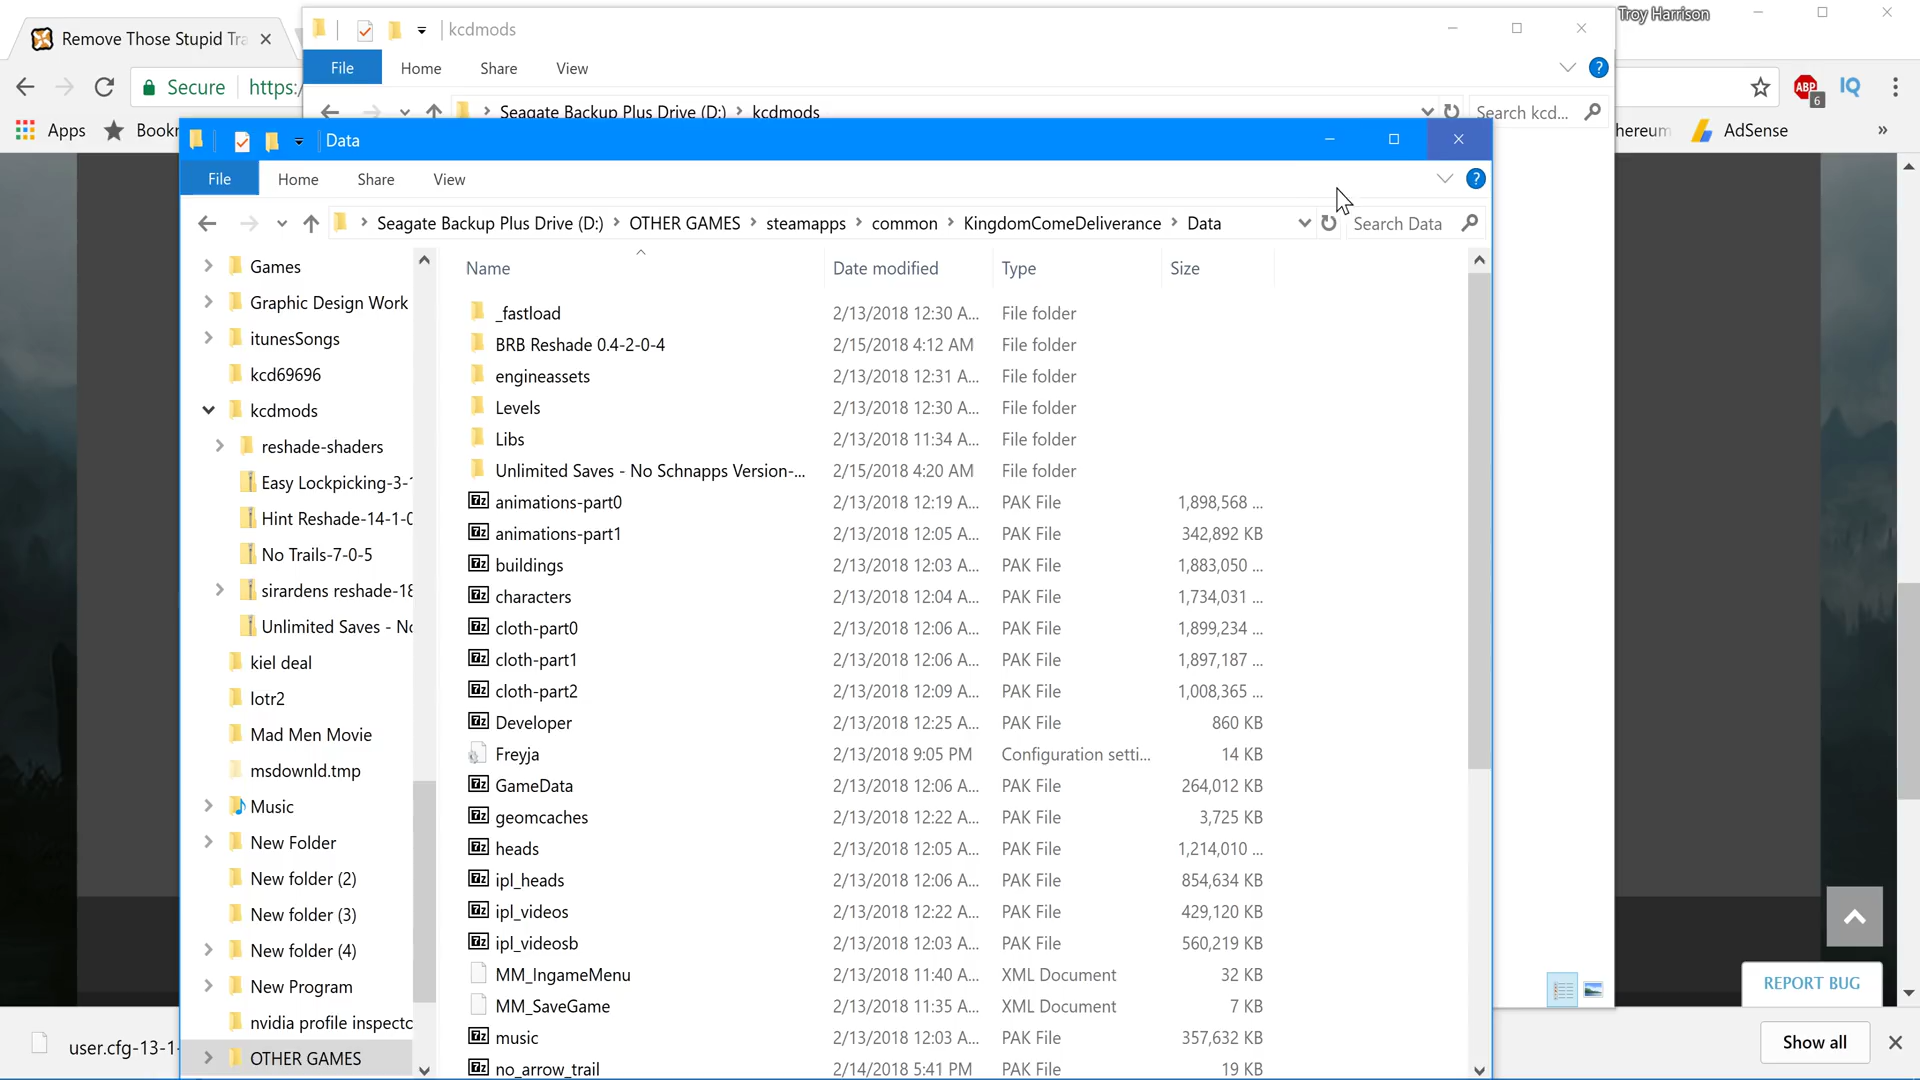 Remove Those Stupid Tra
kcdmods
Troy Harrison
File
Home
Share
View
Secure
https:/
ABP
6
IQ
Seagate Backup Plus Drive (D:)
kcdmods
Search kcd...
Apps
Bookr
hereum
AdSense
»
Data
File
Home
Share
View
Seagate Backup Plus Drive (D:)
OTHER GAMES
steamapps
common
KingdomComeDeliverance
Data
Search Data
Games
Graphic Design Work
itunesSongs
kcd69696
kcdmods
reshade-shaders
Easy Lockpicking-3-1
Hint Reshade-14-1-0
No Trails-7-0-5
sirardens reshade-18
Unlimited Saves - No
kiel deal
lotr2
Mad Men Movie
msdownld.tmp
Music
New Folder
New folder (2)
New folder (3)
New folder (4)
New Program
nvidia profile inspecto
OTHER GAMES
Name Date modified Type Size
_fastload 2/13/2018 12:30 A... File folder
BRB Reshade 0.4-2-0-4 2/15/2018 4:12 AM File folder
engineassets 2/13/2018 12:31 A... File folder
Levels 2/13/2018 12:30 A... File folder
Libs 2/13/2018 11:34 A... File folder
Unlimited Saves - No Schnapps Version-... 2/15/2018 4:20 AM File folder
animations-part0 2/13/2018 12:19 A... PAK File 1,898,568 ...
animations-part1 2/13/2018 12:05 A... PAK File 342,892 KB
buildings 2/13/2018 12:03 A... PAK File 1,883,050 ...
characters 2/13/2018 12:04 A... PAK File 1,734,031 ...
cloth-part0 2/13/2018 12:06 A... PAK File 1,899,234 ...
cloth-part1 2/13/2018 12:06 A... PAK File 1,897,187 ...
cloth-part2 2/13/2018 12:09 A... PAK File 1,008,365 ...
Developer 2/13/2018 12:25 A... PAK File 860 KB
Freyja 2/13/2018 9:05 PM Configuration setti... 14 KB
GameData 2/13/2018 12:06 A... PAK File 264,012 KB
geomcaches 2/13/2018 12:22 A... PAK File 3,725 KB
heads 2/13/2018 12:05 A... PAK File 1,214,010 ...
ipl_heads 2/13/2018 12:06 A... PAK File 854,634 KB
ipl_videos 2/13/2018 12:22 A... PAK File 429,120 KB
ipl_videosb 2/13/2018 12:03 A... PAK File 560,219 KB
MM_IngameMenu 2/13/2018 11:40 A... XML Document 32 KB
MM_SaveGame 2/13/2018 11:35 A... XML Document 7 KB
music 2/13/2018 12:03 A... PAK File 357,632 KB
no_arrow_trail 2/14/2018 5:41 PM PAK File 19 KB
REPORT BUG
user.cfg-13-1-
Show all